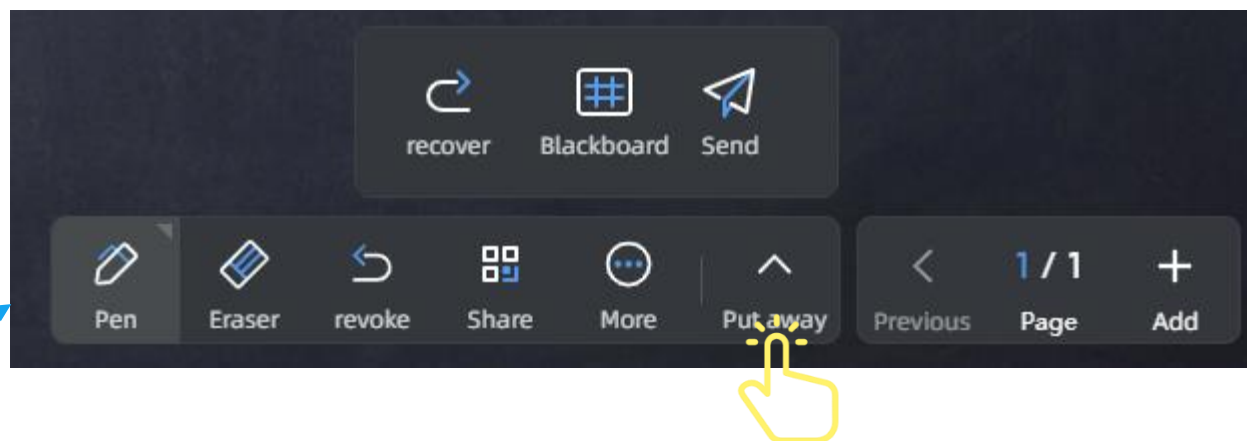 recover Blackboard Send
Pen Eraser revoke Share More Put away Previous 1 / 1 Page Add